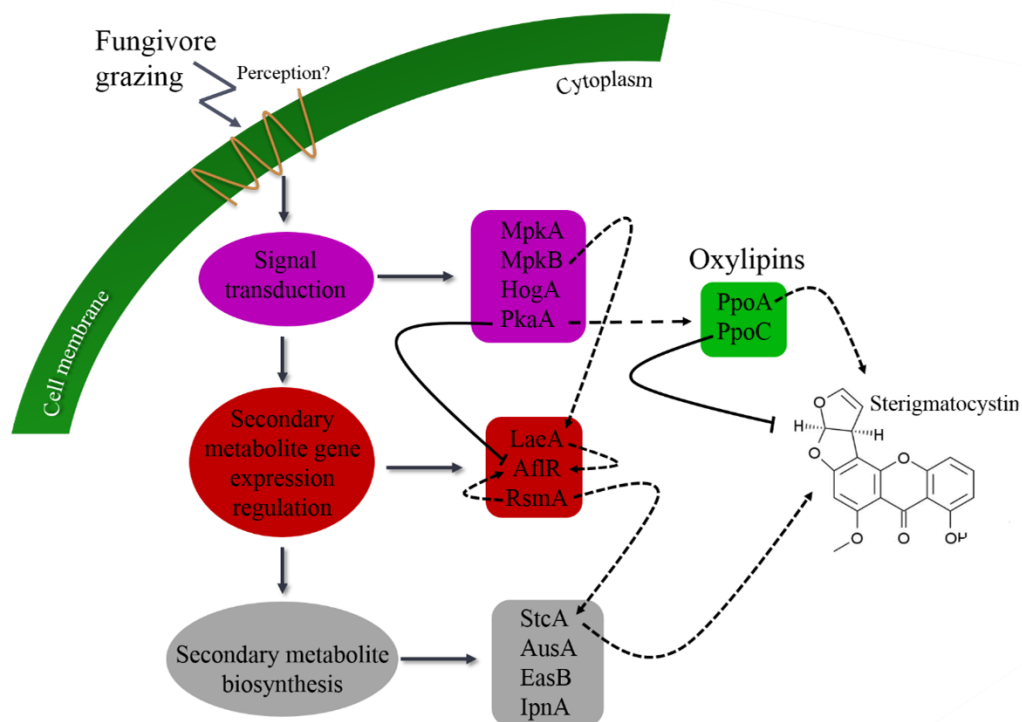 Fungivore
grazing
Perception?
Cytoplasm
Cell membrane
Signal
transduction
MpkA
MpkB
HogA
PkaA
Oxylipins
PpoA
PpoC
Secondary
metabolite gene
expression
regulation
LaeA
AflR
RsmA
Sterigmatocystin
O
H
H
O
O
O
O
OH
Secondary metabolite
biosynthesis
StcA
AusA
EasB
IpnA